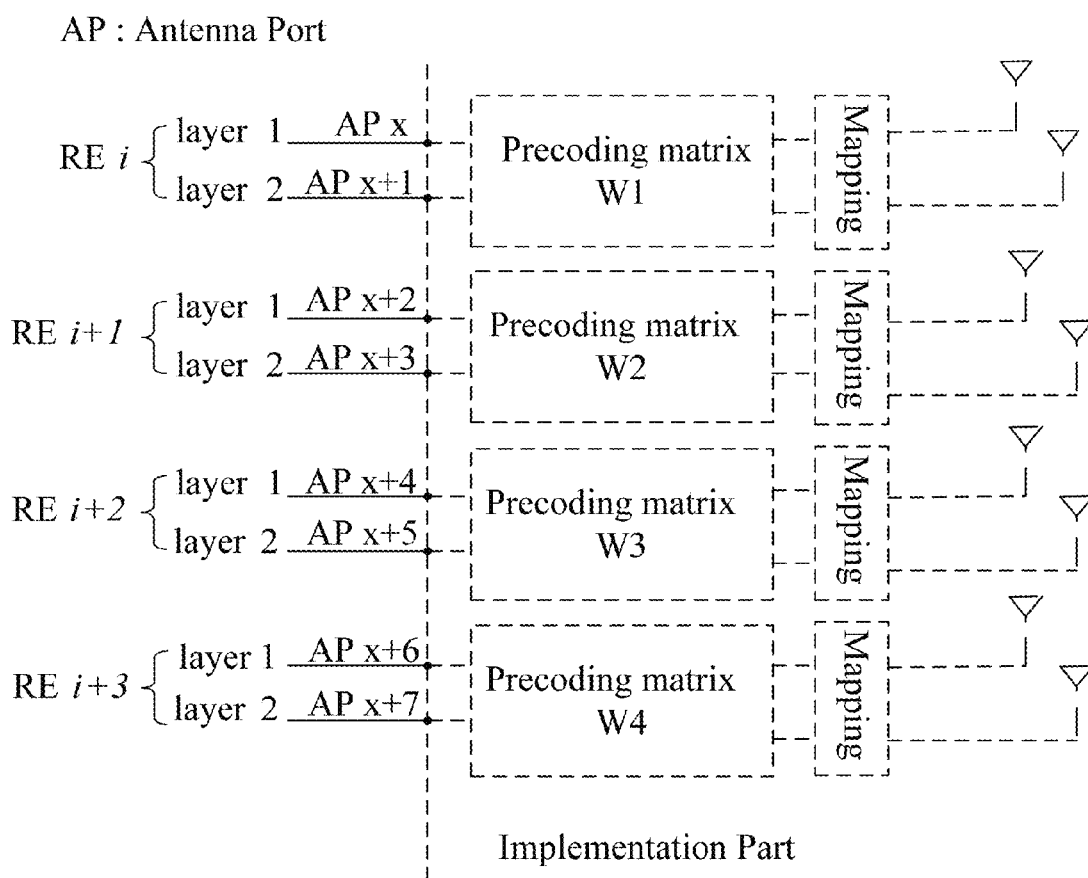 AP : Antenna Port
RE i
layer 1
AP x
layer 2
AP x+1
Precoding matrix
W1
Mapping
RE i+1
layer 1
AP x+2
layer 2
AP x+3
Precoding matrix
W2
Mapping
RE i+2
layer 1
AP x+4
layer 2
AP x+5
Precoding matrix
W3
Mapping
RE i+3
layer 1
AP x+6
layer 2
AP x+7
Precoding matrix
W4
Mapping
Implementation Part